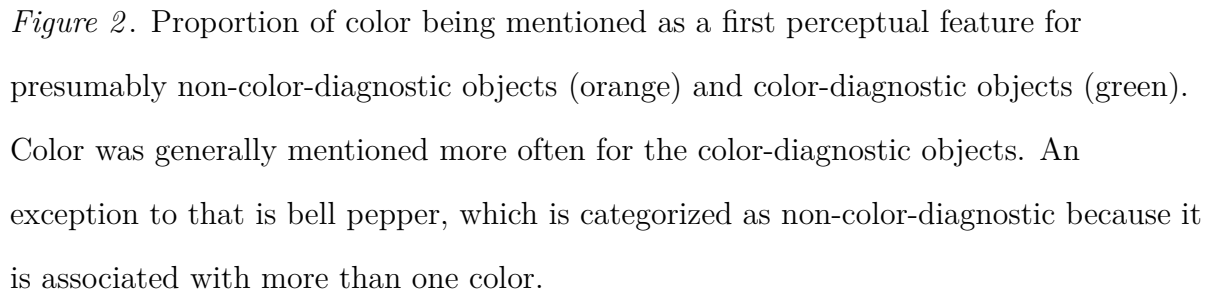 Figure 2. Proportion of color being mentioned as a first perceptual feature for
presumably non-color-diagnostic objects (orange) and color-diagnostic objects (green).
Color was generally mentioned more often for the color-diagnostic objects. An
exception to that is bell pepper, which is categorized as non-color-diagnostic because it
is associated with more than one color.